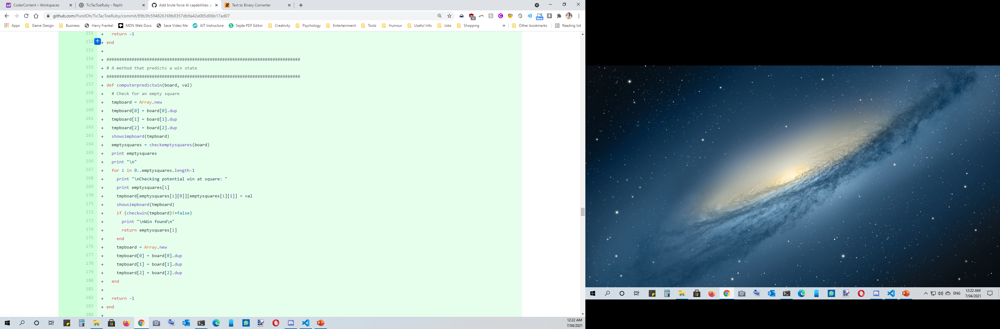 CoderContent – Workspaces
TicTacToeRuby - Replit
Add brute force AI capabilities: p
Text to Binary Converter
github.com/PunitDh/TicTacToeRuby/commit/89b3fc594826169b8357db9a42e085d06b17ad07
19
New
Apps
Game Design
Business
Harry Frankel
MDN Web Docs
Save Video Me
AIT Instructure
Sejda PDF Editor
Creativity
Psychology
Entertainment
Tools
Humour
Useful Info
Jobs
Shopping
»
Other bookmarks
Reading list
151 + return -1
152 + end
153 +
154 + #############################################################################
155 + # A method that predicts a win state
156 + #############################################################################
157 + def computerpredictwin(board, val)
158 + # Check for an empty square
159 + tmpboard = Array.new
160 + tmpboard[0] = board[0].dup
161 + tmpboard[1] = board[1].dup
162 + tmpboard[2] = board[2].dup
163 + showsimpboard(tmpboard)
164 + emptysquares = checkemptysquares(board)
165 + print emptysquares
166 + print "\n"
167 + for i in 0..emptysquares.length-1
168 + print "\nChecking potential win at square: "
169 + print emptysquares[i]
170 + tmpboard[emptysquares[i][0]][emptysquares[i][1]] = val
171 + showsimpboard(tmpboard)
172 + if (checkwin(tmpboard)!=false)
173 + print "\nWin found\n"
174 + return emptysquares[i]
175 + end
176 + tmpboard = Array.new
177 + tmpboard[0] = board[0].dup
178 + tmpboard[1] = board[1].dup
179 + tmpboard[2] = board[2].dup
180 + end
181 +
182 + return -1
183 + end
184 +
12:22 AM
7/04/2021
ENG
12:22 AM
7/04/2021